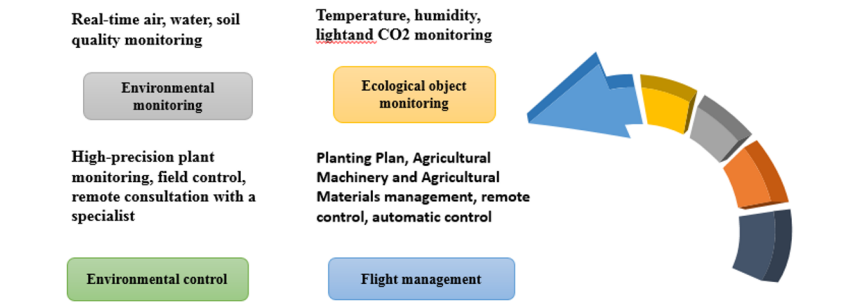 Real-time air, water, soil
quality monitoring
Temperature, humidity,
lightand CO2 monitoring
Environmental
monitoring
Ecological object
monitoring
High-precision plant
monitoring, field control,
remote consultation with a
specialist
Planting Plan, Agricultural
Machinery and Agricultural
Materials management, remote
control, automatic control
Environmental control
Flight management